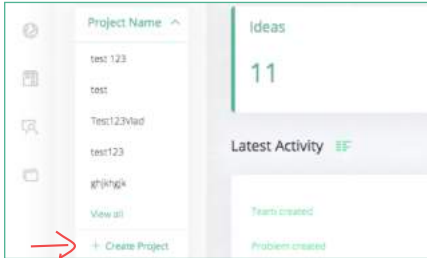 Project Name
test 123
test
Test123Vlad
test123
ghjkhgjk
View all
+ Create Project
Ideas
11
Latest Activity
Team created
Problem created